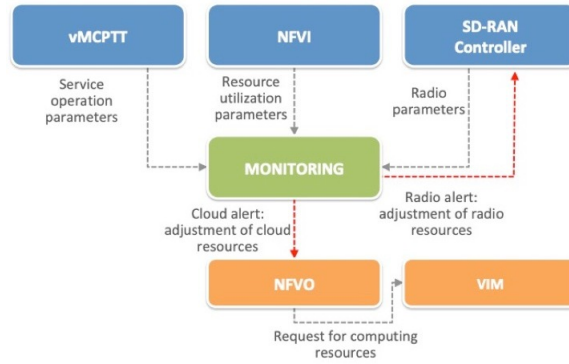 vMCPTT
NFVI
SD-RAN
Controller
Service
operation
parameters
Resource
utilization
parameters
Radio
parameters
MONITORING
Cloud alert:
adjustment of cloud
resources
Radio alert:
adjustment of radio
resources
NFVO
VIM
Request for computing
resources